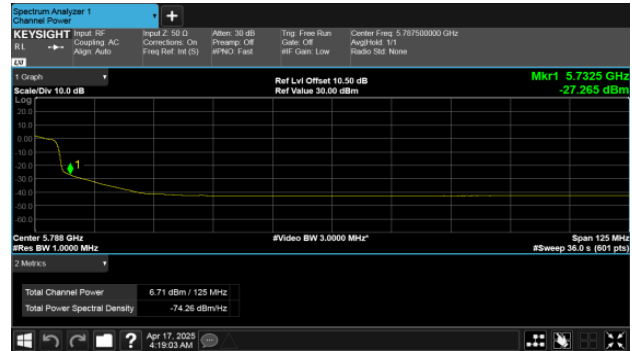 Spectrum Analyzer 1
Channel Power
+
KEYSIGHT Input: RF Input Z: 50 Ω Atten: 30 dB Trig: Free Run Center Freq: 5.787500000 GHz
RL Coupling: AC Corrections: On Preamp: Off Gate: Off Avg|Hold: 1/1
Align: Auto Freq Ref: Int (S) #PNO: Fast #IF Gain: Low Radio Std: None
LXI
1 Graph Ref Lvl Offset 10.50 dB Mkr1 5.7325 GHz
Scale/Div 10.0 dB Ref Value 30.00 dBm -27.265 dBm
Log
20.0
10.0
0.00
-10.0
-20.0
1
-30.0
-40.0
-50.0
-60.0
Center 5.788 GHz #Video BW 3.0000 MHz* Span 125 MHz
#Res BW 1.0000 MHz #Sweep 36.0 s (601 pts)
2 Metrics
Total Channel Power 6.71 dBm / 125 MHz
Total Power Spectral Density -74.26 dBm/Hz
? Apr 17, 2025
4:19:03 AM